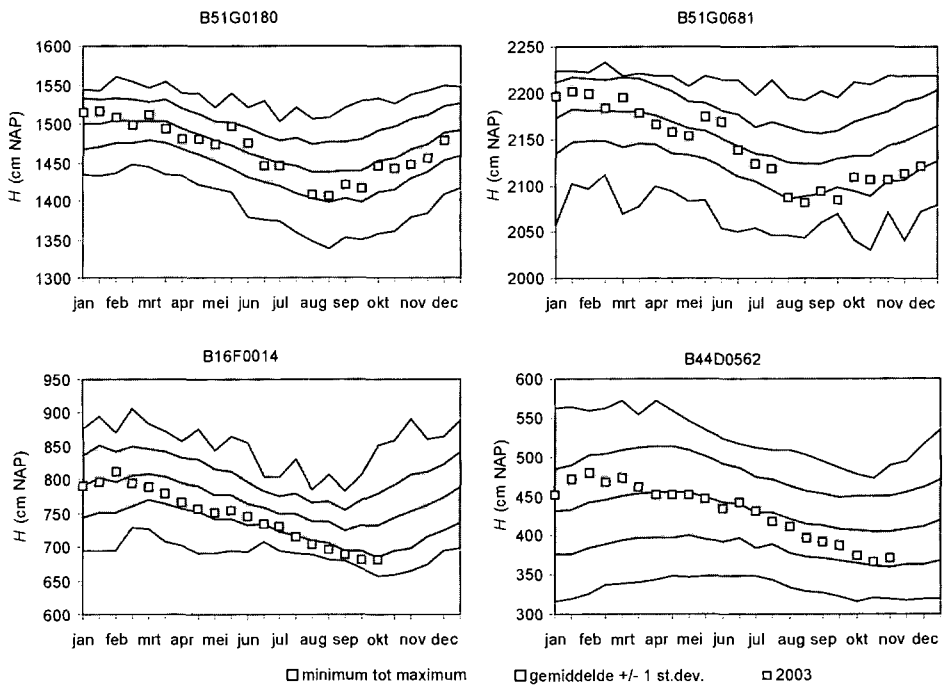 B51G0180
H (cm NAP)
1600
1550
1500
1450
1400
1350
1300
jan feb mrt apr mei jun jul aug sep okt nov dec
B51G0681
H (cm NAP)
2250
2200
2150
2100
2050
2000
jan feb mrt apr mei jun jul aug sep okt nov dec
B16F0014
H (cm NAP)
950
900
850
800
750
700
650
600
jan feb mrt apr mei jun jul aug sep okt nov dec
B44D0562
H (cm NAP)
600
550
500
450
400
350
300
jan feb mrt apr mei jun jul aug sep okt nov dec
minimum tot maximum
gemiddelde +/- 1 st.dev.
2003